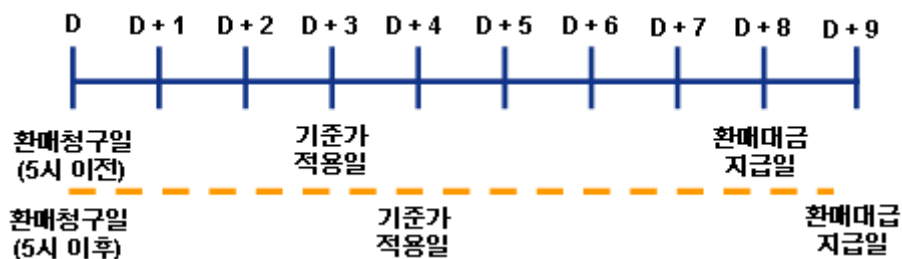 D D + 1 D + 2 D + 3 D + 4 D + 5 D + 6 D + 7 D + 8 D + 9
환매청구일 기준가 환매대금
(5시 이전) 적용일 지급일
환매청구일 기준가 환매대급
(5시 이후) 적용일 지급일